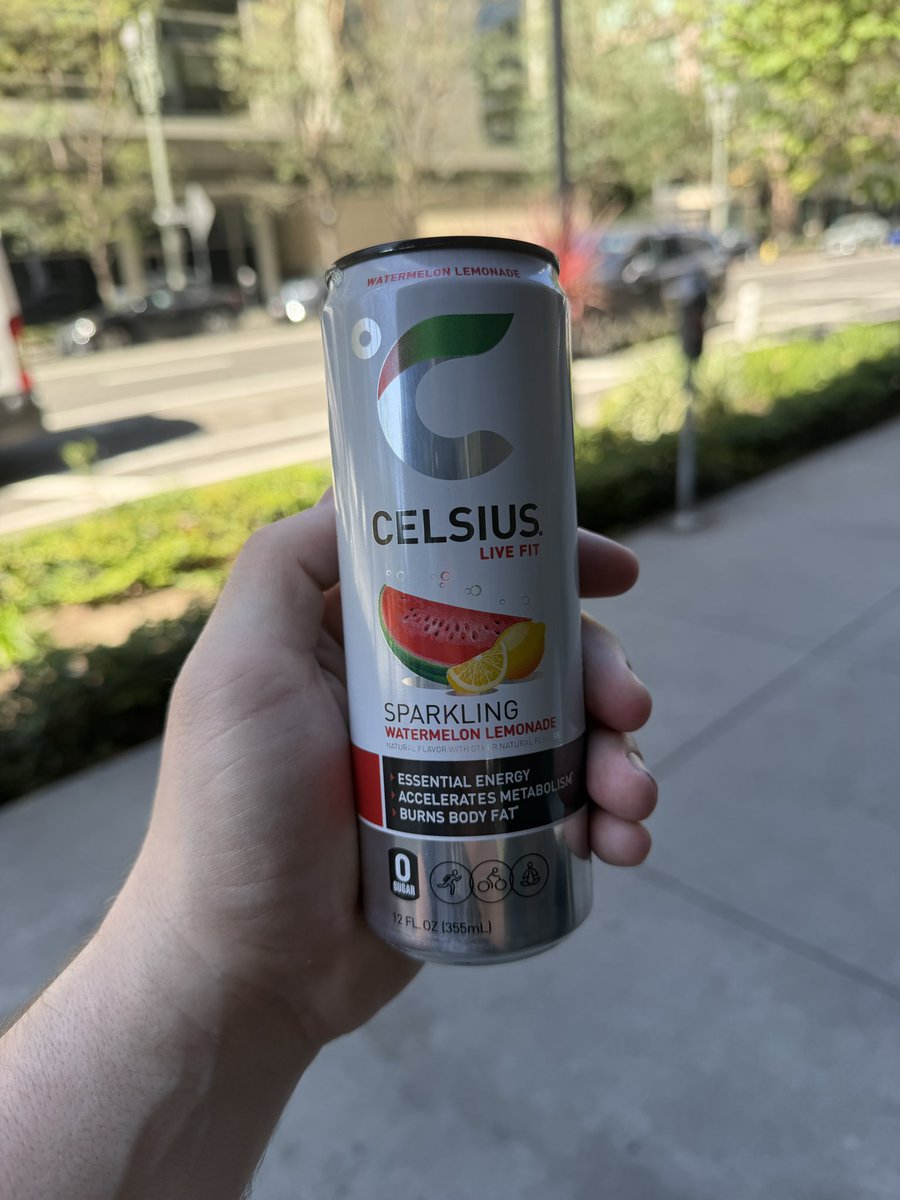 WATERMELON LEMONADE
CELSIUS®
LIVE FIT
SPARKLING
WATERMELON LEMONADE
NATURAL FLAVOR WITH OTHER NATURAL FLAVORS
ESSENTIAL ENERGY
ACCELERATES METABOLISM*
BURNS BODY FAT*
0
SUGAR
12 FL. OZ (355mL)